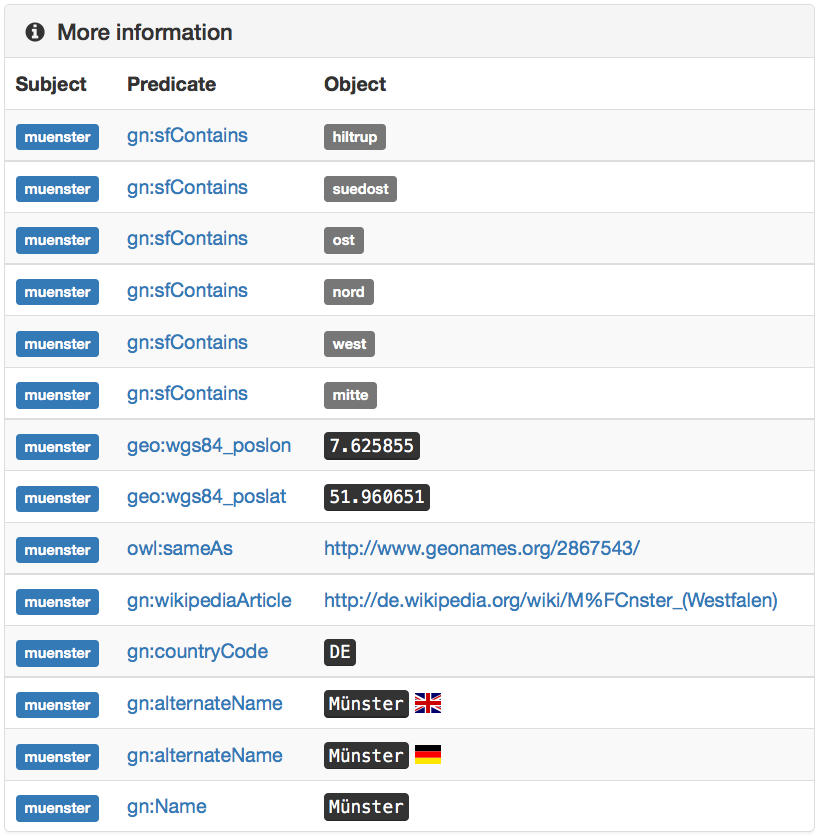 More information
Subject Predicate Object
muenster gn:sfContains hiltrup
muenster gn:sfContains suedost
muenster gn:sfContains ost
muenster gn:sfContains nord
muenster gn:sfContains west
muenster gn:sfContains mitte
muenster geo:wgs84_poslon 7.625855
muenster geo:wgs84_poslat 51.960651
muenster owl:sameAs http://www.geonames.org/2867543/
muenster gn:wikipediaArticle http://de.wikipedia.org/wiki/M%FCnster_(Westfalen)
muenster gn:countryCode DE
muenster gn:alternateName Münster
muenster gn:alternateName Münster
muenster gn:Name Münster